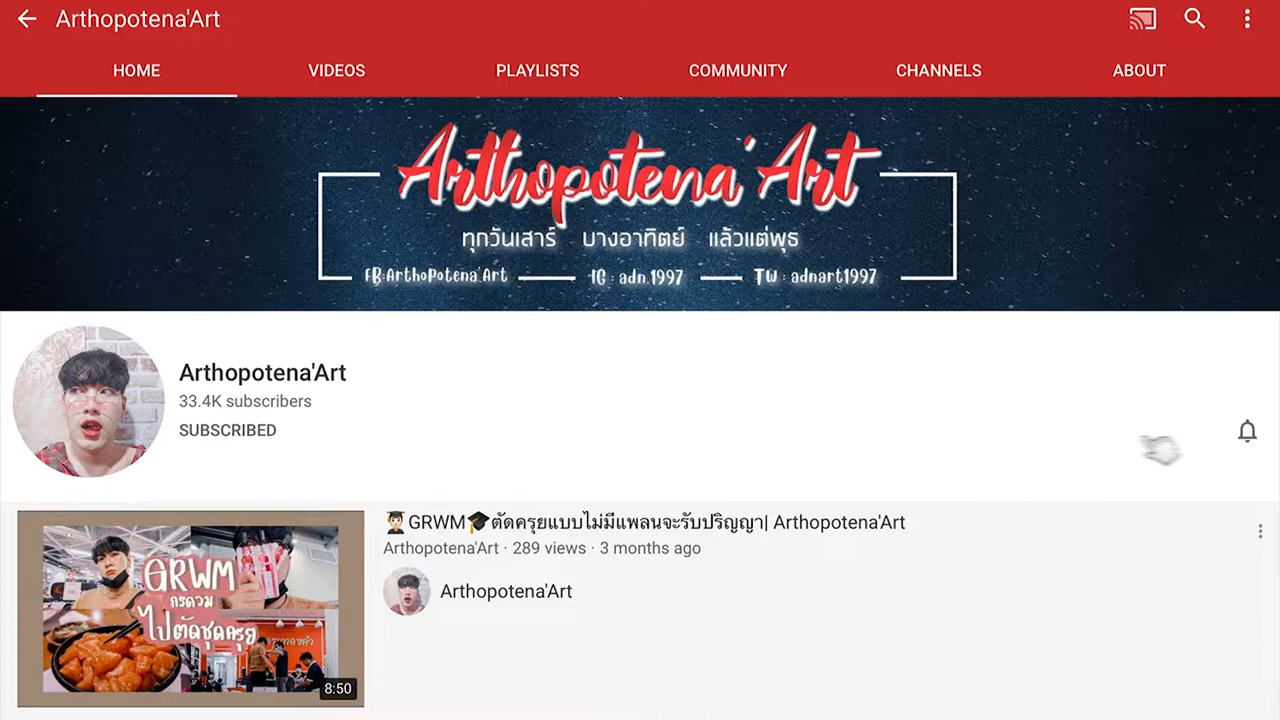 Arthopotena'Art
HOME VIDEOS PLAYLISTS COMMUNITY CHANNELS ABOUT
Arthopotena'Art
ทุกวันเสาร์ บางอาทิตย์ แล้วแต่พุธ
FB:ArthoPotena'Art IG : adn.1997 TW : adnart1997
Arthopotena'Art
33.4K subscribers
SUBSCRIBED
👨🏻‍🎓GRWM🎓ตัดครุยแบบไม่มีแพลนจะรับปริญญา| Arthopotena'Art
Arthopotena'Art · 289 views · 3 months ago
Arthopotena'Art
GRWM
กรดวม
ไปตัดชุดครุย
8:50